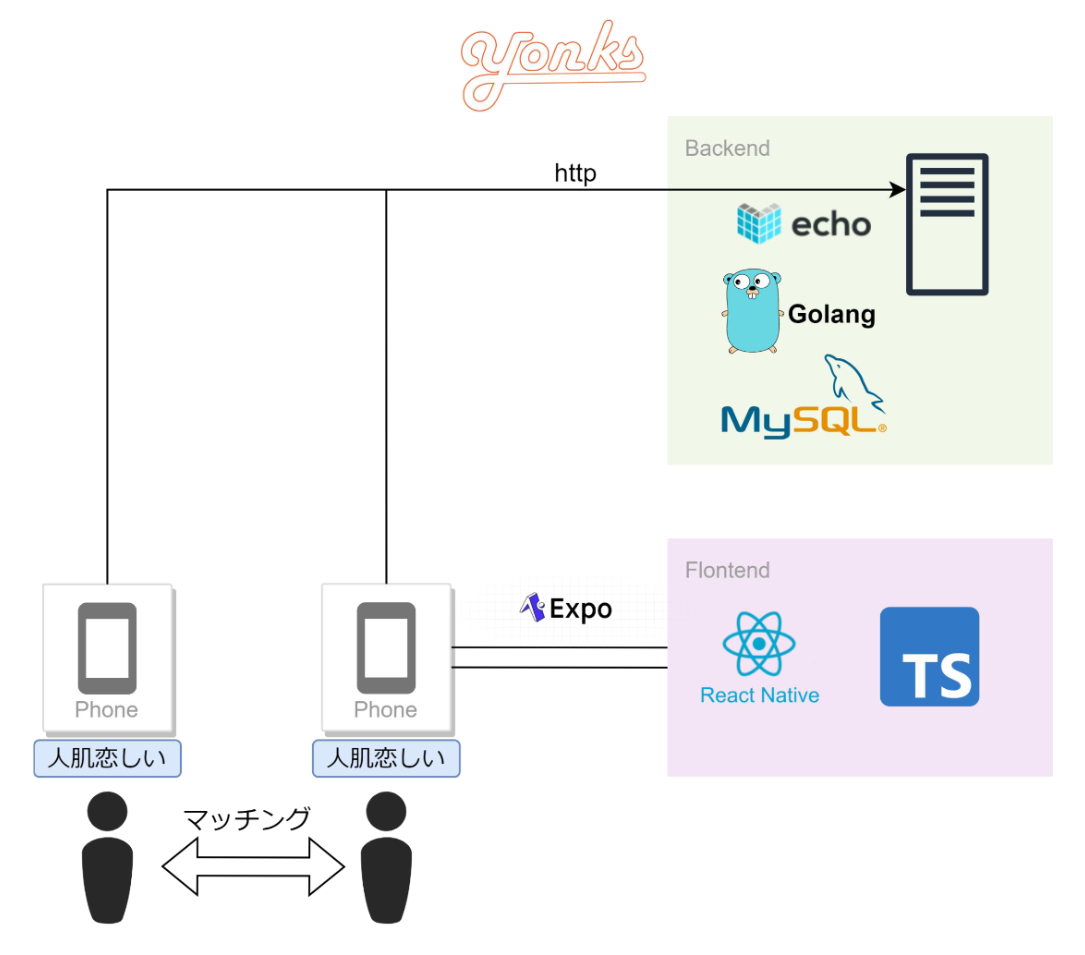 Yonks
Backend
http
echo
Golang
MySQL®
Flontend
Expo
React Native
TS
Phone
Phone
人肌恋しい
人肌恋しい
マッチング